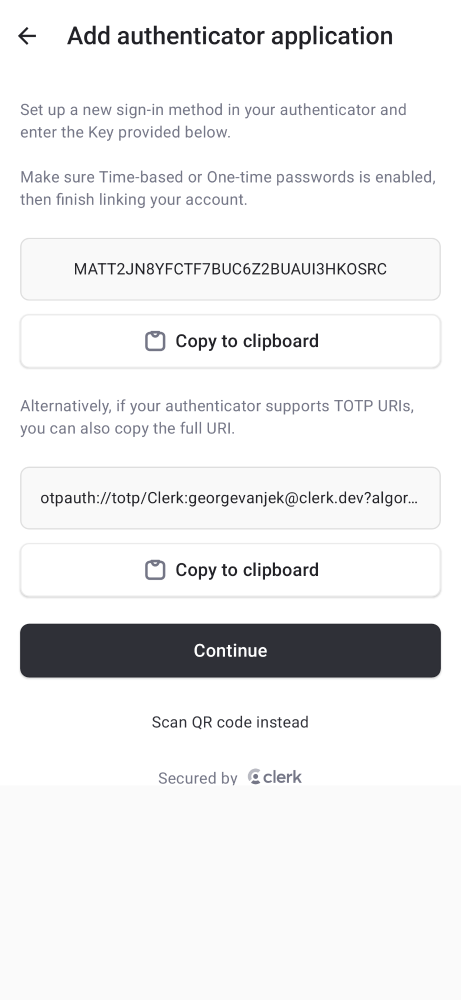 Add authenticator application
Set up a new sign-in method in your authenticator and
enter the Key provided below.
Make sure Time-based or One-time passwords is enabled,
then finish linking your account.
MATT2JN8YFCTF7BUC6Z2BUAUI3HKOSRC
Copy to clipboard
Alternatively, if your authenticator supports TOTP URIs,
you can also copy the full URI.
otpauth://totp/Clerk:georgevanjek@clerk.dev?algor…
Copy to clipboard
Continue
Scan QR code instead
Secured by clerk